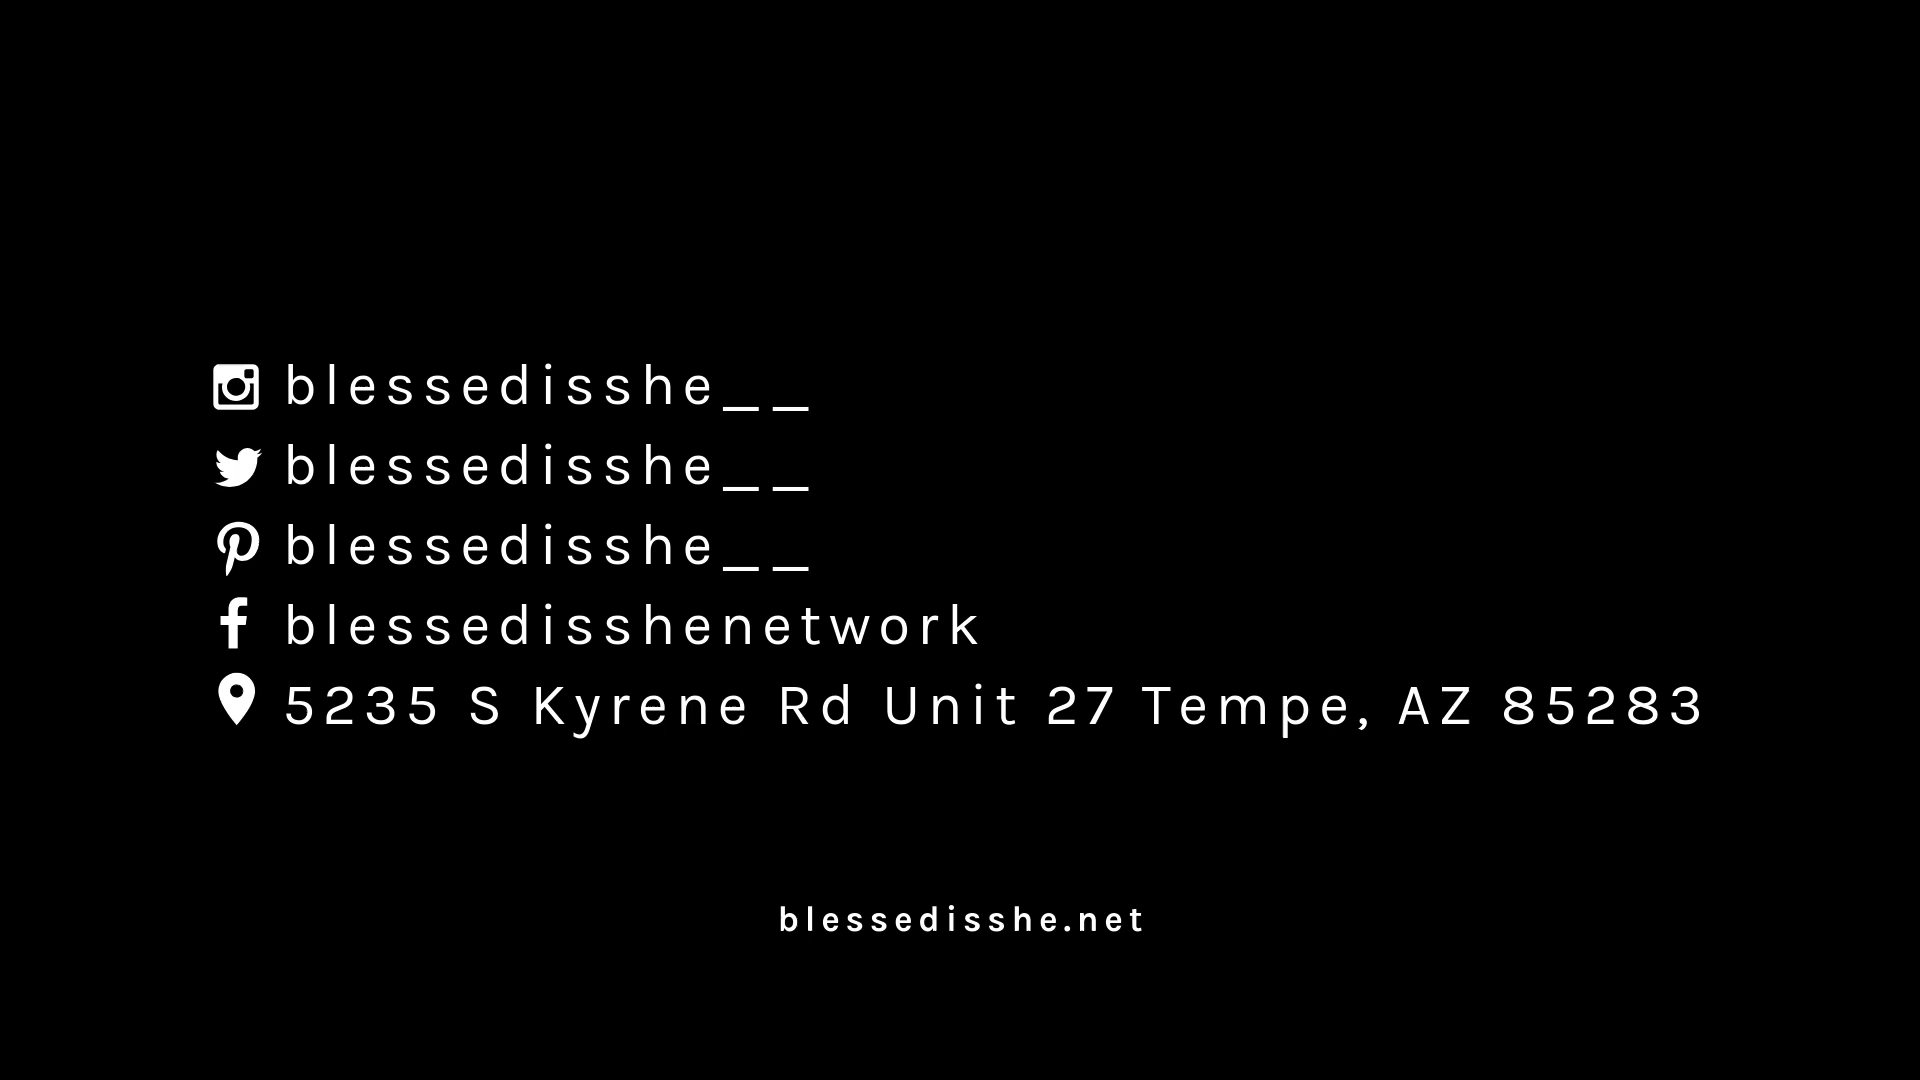 blessedisshe__
blessedisshe__
blessedisshe__
blessedisshenetwork
5235 S Kyrene Rd Unit 27 Tempe, AZ 85283
blessedisshe.net